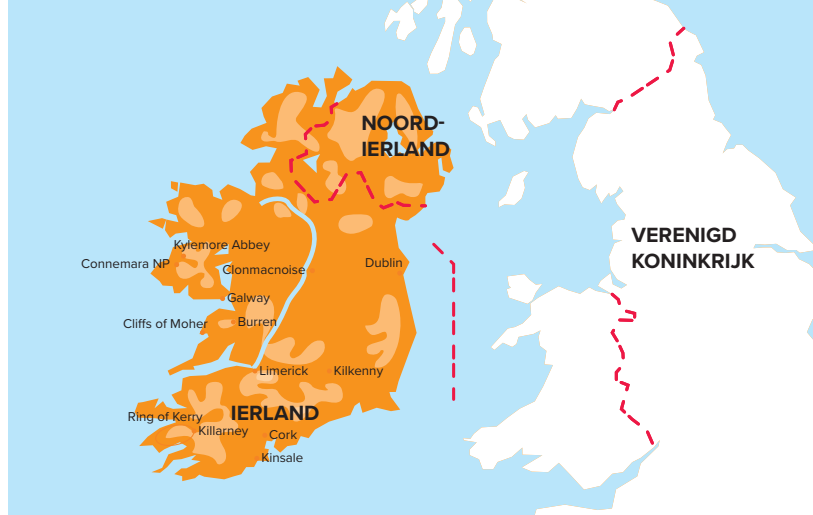 NOORD-
IERLAND
VERENIGD
KONINKRIJK
Kylemore Abbey
Connemara NP
Clonmacnoise
Dublin
Galway
Cliffs of Moher
Burren
Limerick
Kilkenny
IERLAND
Ring of Kerry
Killarney
Cork
Kinsale